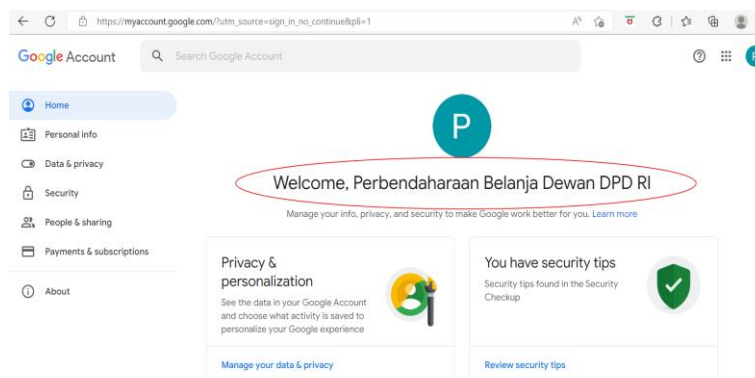 https://myaccount.google.com/?utm_source=sign_in_no_continue&pli=1
Google Account
Search Google Account
Home
Personal info
Data & privacy
Security
People & sharing
Payments & subscriptions
About
P
Welcome, Perbendaharaan Belanja Dewan DPD RI
Manage your info, privacy, and security to make Google work better for you. Learn more
Privacy &
personalization
See the data in your Google Account
and choose what activity is saved to
personalize your Google experience
Manage your data & privacy
You have security tips
Security tips found in the Security
Checkup
Review security tips